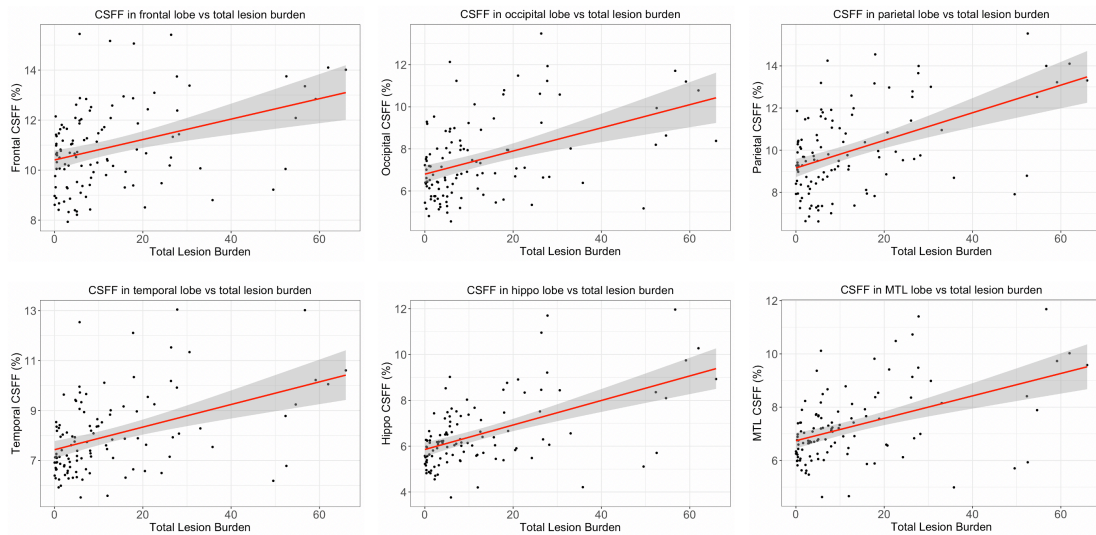 CSFF in frontal lobe vs total lesion burden
Frontal CSFF (%)
14
12
10
8
0 20 40 60
Total Lesion Burden
CSFF in occipital lobe vs total lesion burden
Occipital CSFF (%)
12
10
8
6
0 20 40 60
Total Lesion Burden
CSFF in parietal lobe vs total lesion burden
Parietal CSFF (%)
14
12
10
8
0 20 40 60
Total Lesion Burden
CSFF in temporal lobe vs total lesion burden
Temporal CSFF (%)
13
11
9
7
0 20 40 60
Total Lesion Burden
CSFF in hippo lobe vs total lesion burden
Hippo CSFF (%)
12
10
8
6
4
0 20 40 60
Total Lesion Burden
CSFF in MTL lobe vs total lesion burden
MTL CSFF (%)
12
10
8
6
0 20 40 60
Total Lesion Burden